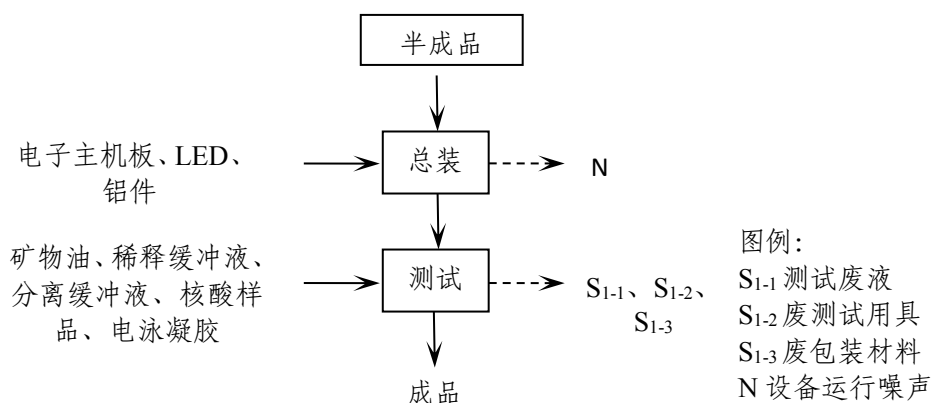 半成品
电子主机板、LED、
铝件
总装
N
矿物油、稀释缓冲液、
分离缓冲液、核酸样
品、电泳凝胶
测试
S1-1、S1-2、
S1-3
成品
图例：
S1-1 测试废液
S1-2 废测试用具
S1-3 废包装材料
N 设备运行噪声